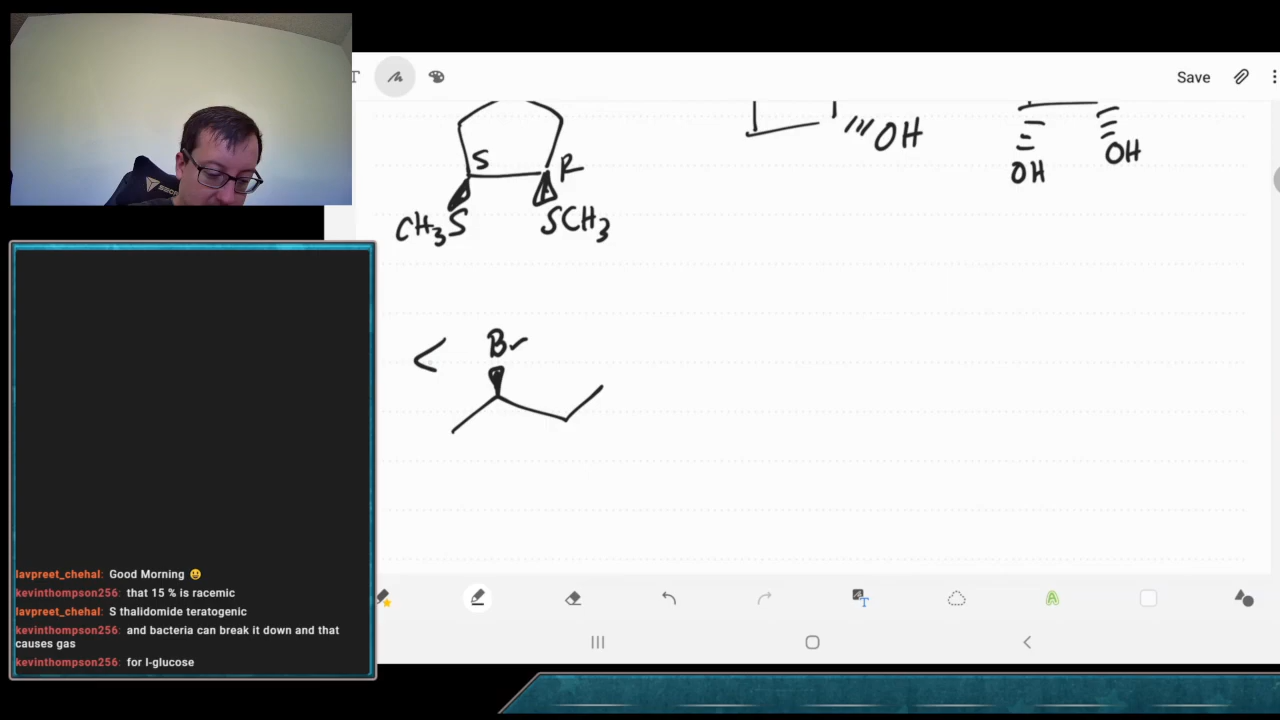 T
Save
OH
OH
OH
S
R
CH3S
SCH3
Br
lavpreet_chehal: Good Morning 😀
kevinthompson256: that 15 % is racemic
lavpreet_chehal: S thalidomide teratogenic
kevinthompson256: and bacteria can break it down and that
causes gas
kevinthompson256: for l-glucose
T
A